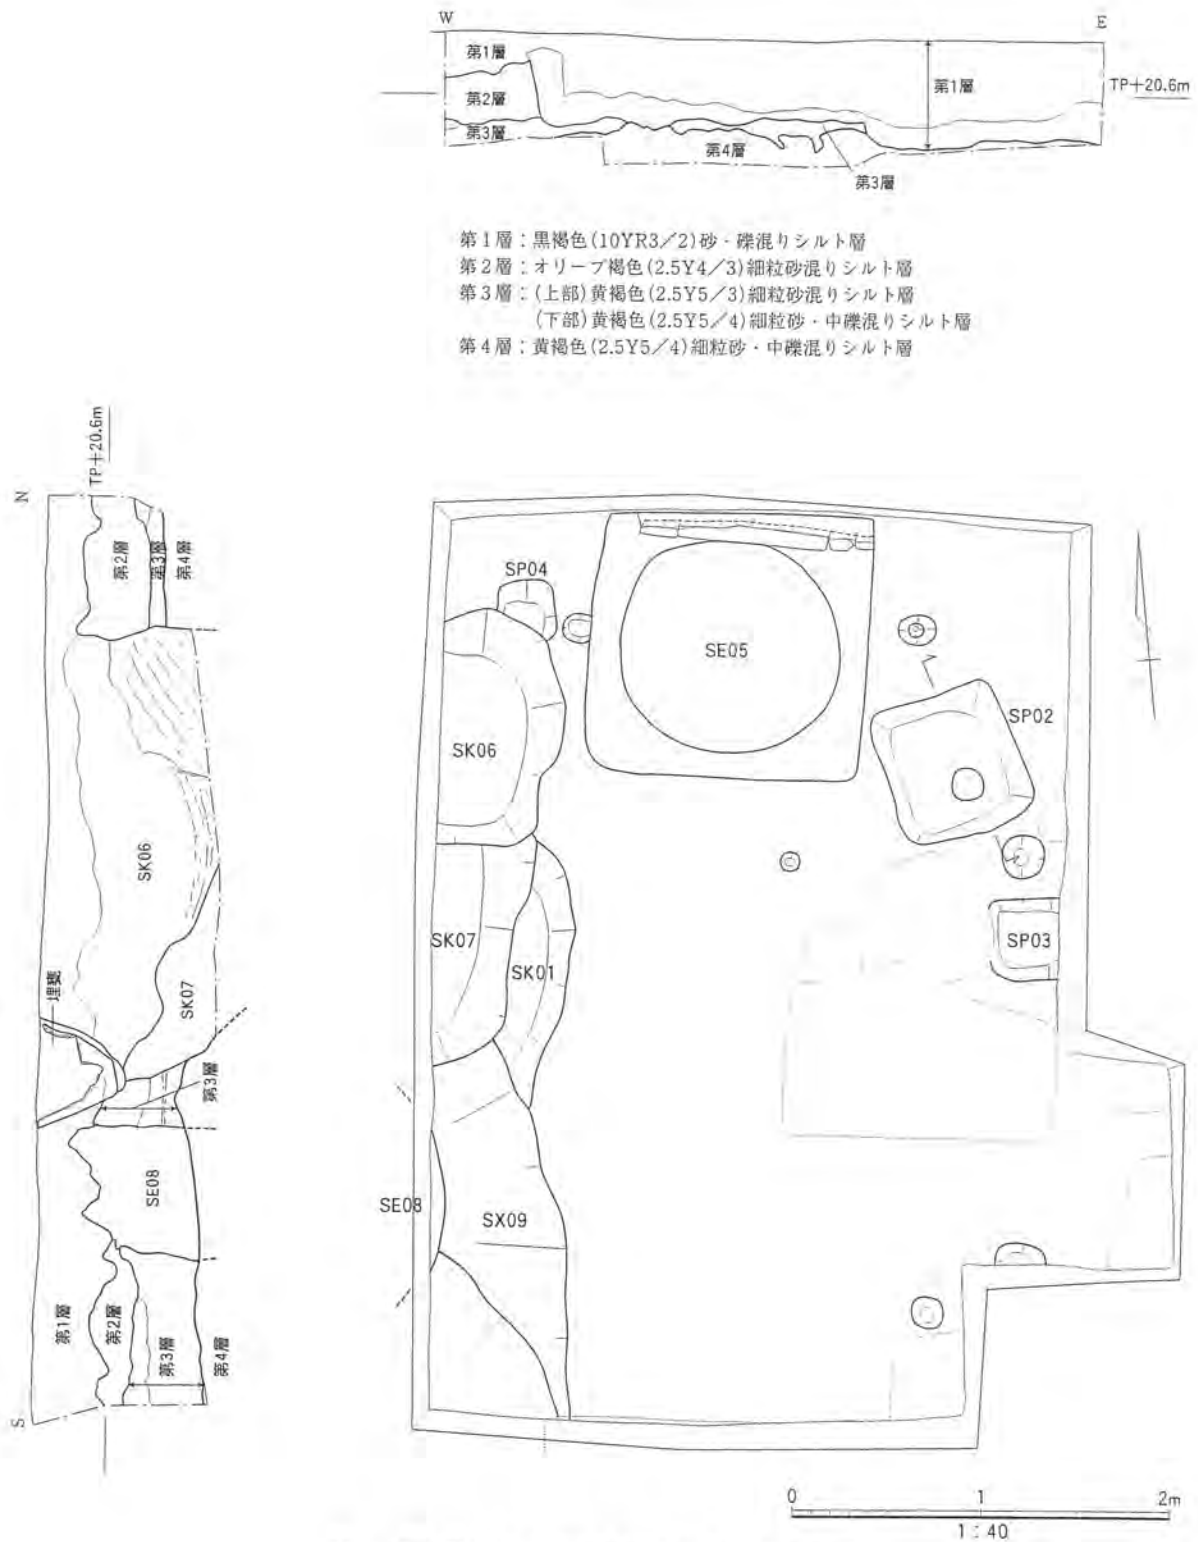 W
E
第1層
第1層
TP+20.6m
第2層
第3層
第4層
第3層
第1層：黒褐色(10YR3／2)砂・礫混りシルト層
第2層：オリーブ褐色(2.5Y4／3)細粒砂混りシルト層
第3層：(上部)黄褐色(2.5Y5／3)細粒砂混りシルト層
(下部)黄褐色(2.5Y5／4)細粒砂・中礫混りシルト層
第4層：黄褐色(2.5Y5／4)細粒砂・中礫混りシルト層
TP+20.6m
N
第2層
第3層
第4層
SK06
SK07
埋甕
第3層
SE08
第1層
第2層
第3層
第4層
S
SP04
SE05
SP02
SK06
SK07
SK01
SP03
SE08
SX09
0 1 2m
1：40